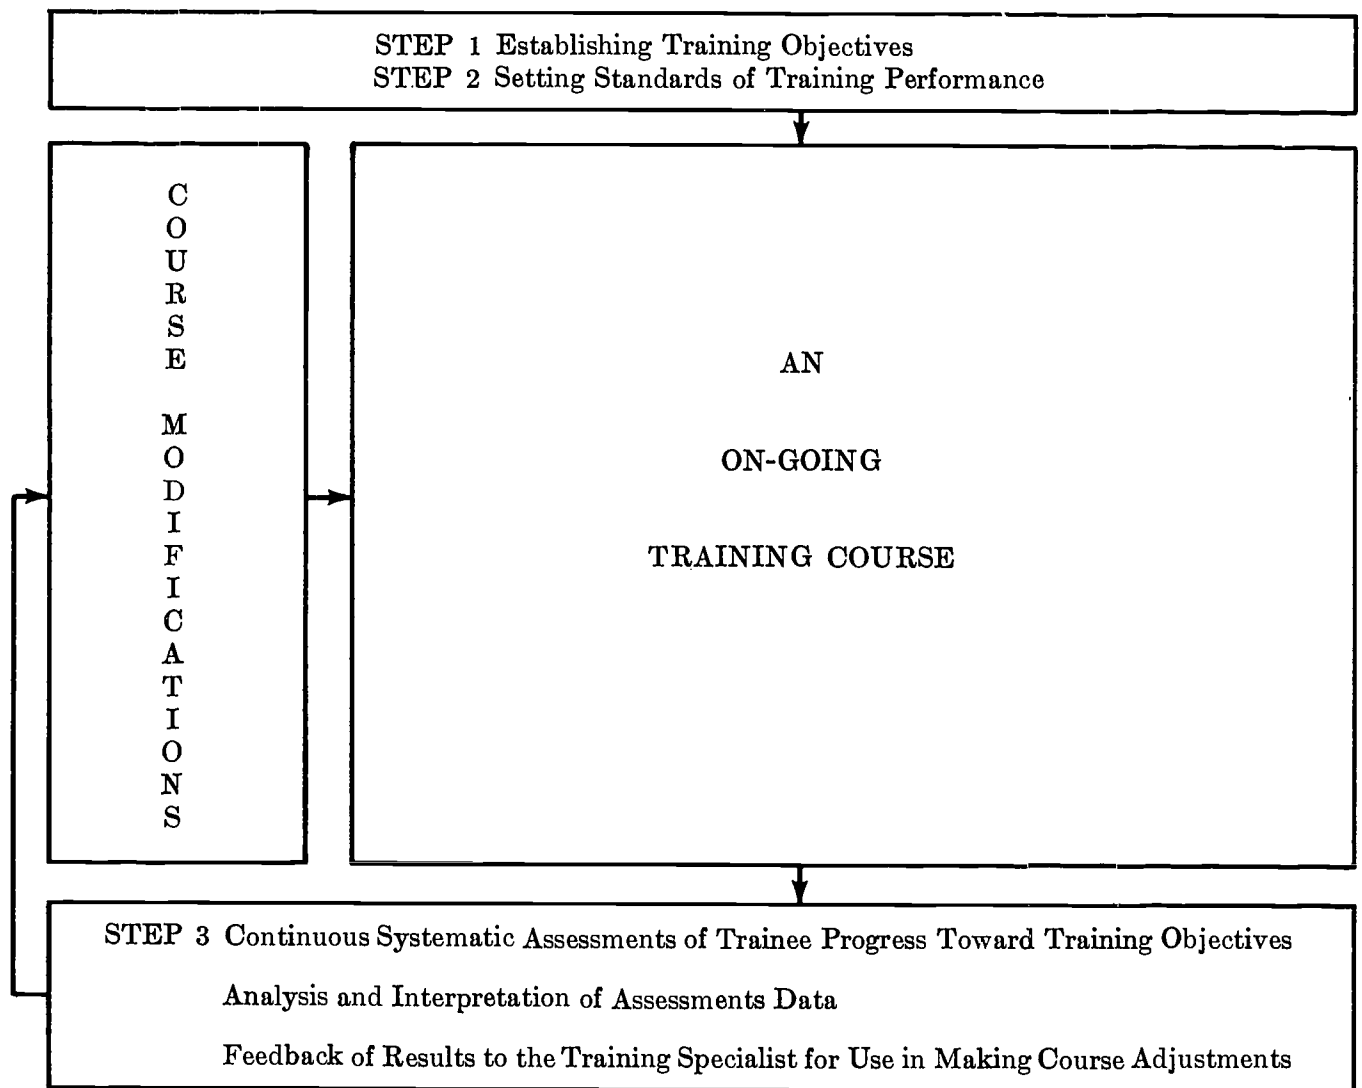 STEP 1 Establishing Training Objectives
STEP 2 Setting Standards of Training Performance
COURSE MODIFICATIONS
AN
ON-GOING
TRAINING COURSE
STEP 3 Continuous Systematic Assessments of Trainee Progress Toward Training Objectives
Analysis and Interpretation of Assessments Data
Feedback of Results to the Training Specialist for Use in Making Course Adjustments